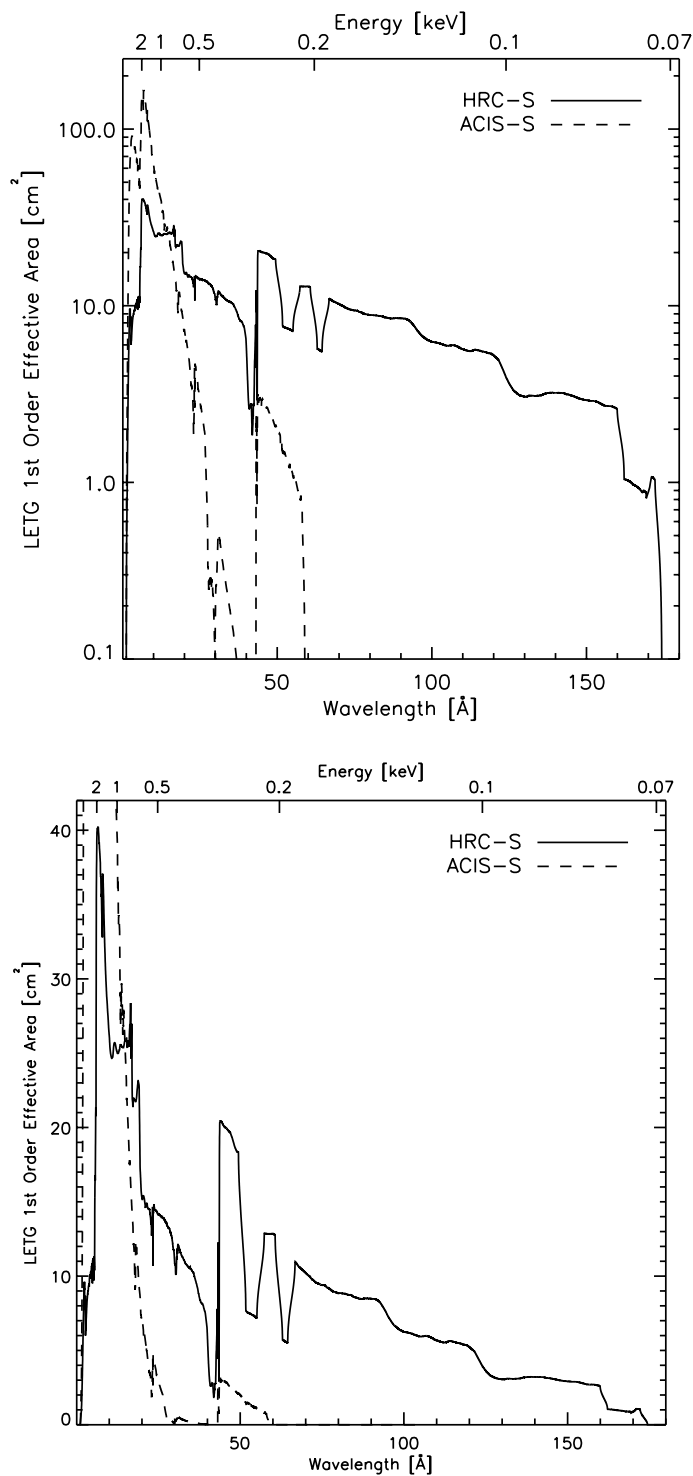 Energy [keV]
2 1 0.5 0.2 0.1 0.07
HRC-S
ACIS-S
100.0
10.0
1.0
0.1
LETG 1st Order Effective Area [cm²]
50 100 150
Wavelength [Å]
Energy [keV]
2 1 0.5 0.2 0.1 0.07
HRC-S
ACIS-S
40
30
20
10
0
LETG 1st Order Effective Area [cm²]
50 100 150
Wavelength [Å]